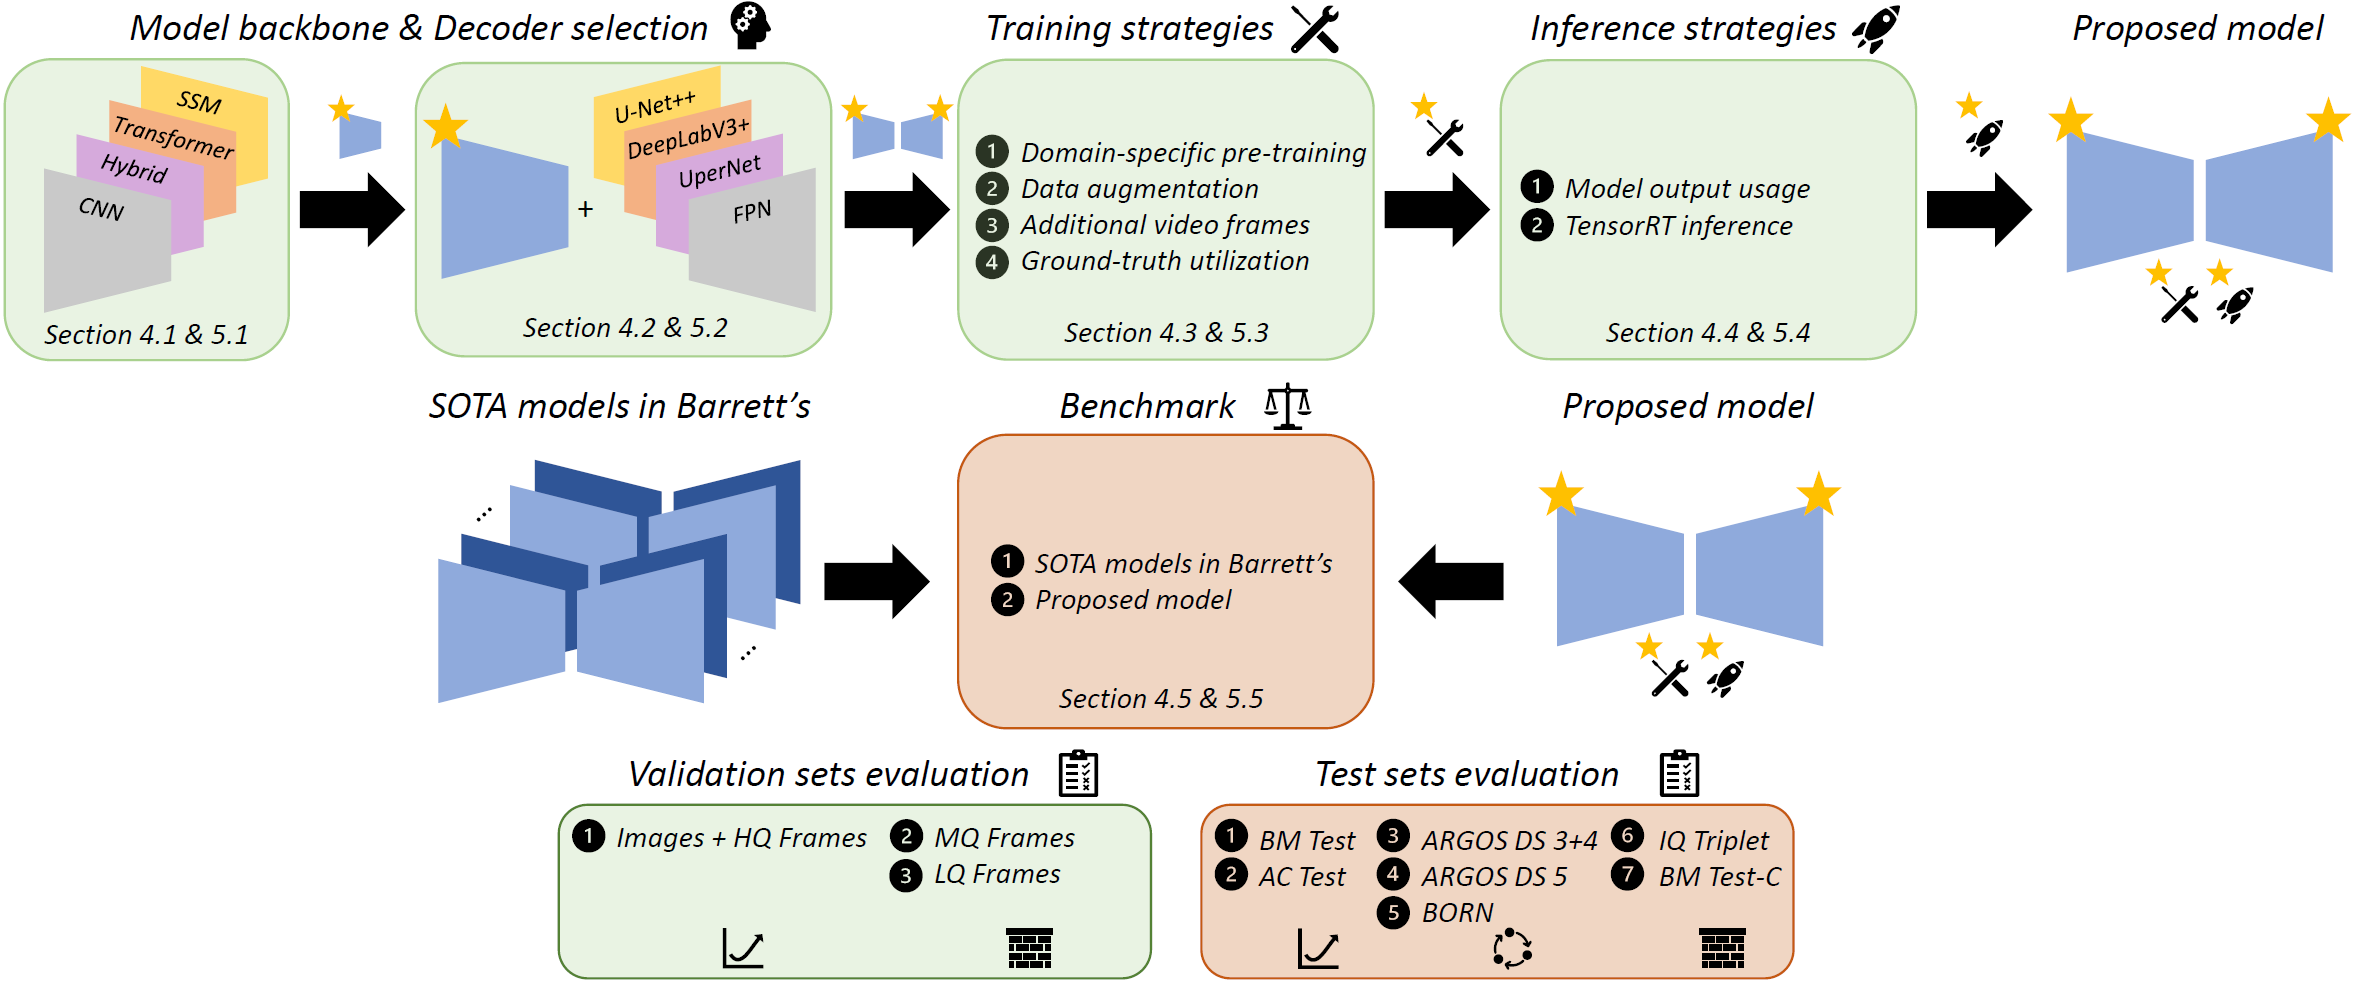 Model backbone & Decoder selection
Training strategies
Inference strategies
Proposed model
SSM
Transformer
Hybrid
CNN
Section 4.1 & 5.1
+
U-Net++
DeepLabV3+
UperNet
FPN
Section 4.2 & 5.2
1 Domain-specific pre-training
2 Data augmentation
3 Additional video frames
4 Ground-truth utilization
Section 4.3 & 5.3
1 Model output usage
2 TensorRT inference
Section 4.4 & 5.4
SOTA models in Barrett’s
Benchmark
Proposed model
...
...
1 SOTA models in Barrett’s
2 Proposed model
Section 4.5 & 5.5
Validation sets evaluation
1 Images + HQ Frames
2 MQ Frames
3 LQ Frames
Test sets evaluation
1 BM Test
2 AC Test
3 ARGOS DS 3+4
4 ARGOS DS 5
5 BORN
6 IQ Triplet
7 BM Test-C